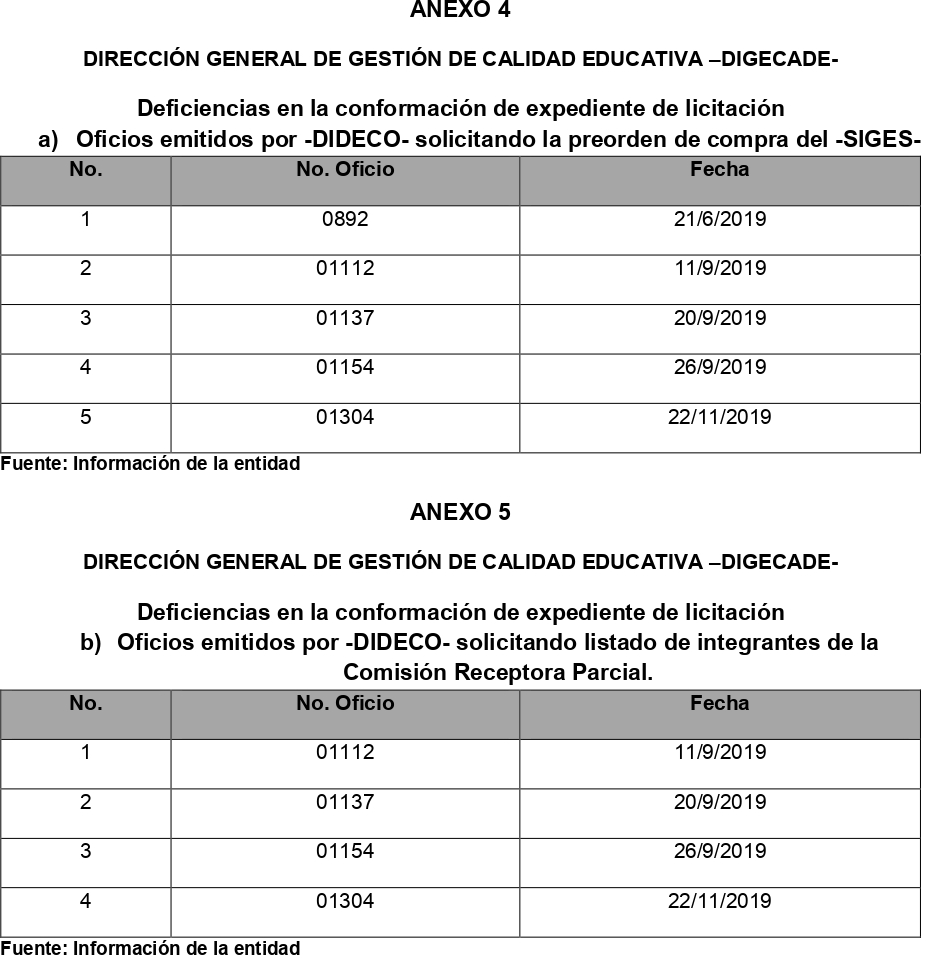 ANEXO 4
DIRECCIÓN GENERAL DE GESTIÓN DE CALIDAD EDUCATIVA –DIGECADE-
Deficiencias en la conformación de expediente de licitación
a) Oficios emitidos por -DIDECO- solicitando la preorden de compra del -SIGES-
No. No. Oficio Fecha
1 0892 21/6/2019
2 01112 11/9/2019
3 01137 20/9/2019
4 01154 26/9/2019
5 01304 22/11/2019
Fuente: Información de la entidad
ANEXO 5
DIRECCIÓN GENERAL DE GESTIÓN DE CALIDAD EDUCATIVA –DIGECADE-
Deficiencias en la conformación de expediente de licitación
b) Oficios emitidos por -DIDECO- solicitando listado de integrantes de la
Comisión Receptora Parcial.
No. No. Oficio Fecha
1 01112 11/9/2019
2 01137 20/9/2019
3 01154 26/9/2019
4 01304 22/11/2019
Fuente: Información de la entidad